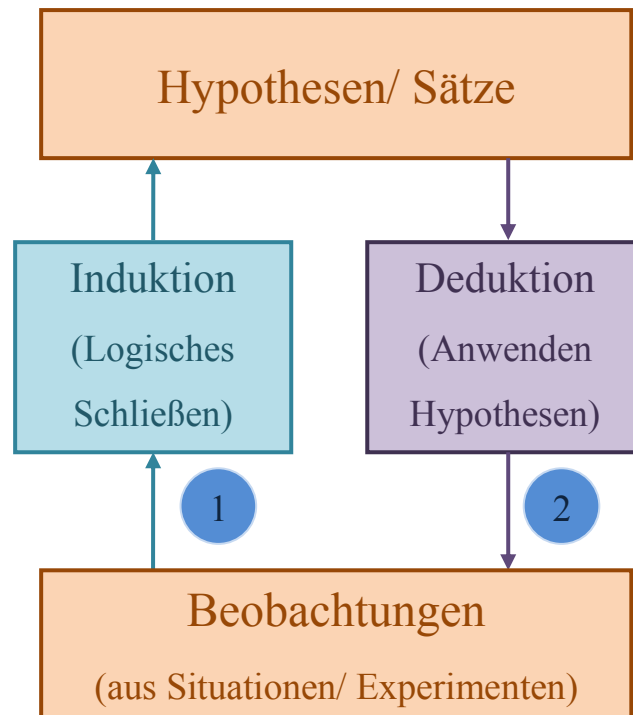 Hypothesen/ Sätze
Induktion
(Logisches
Schließen)
Deduktion
(Anwenden
Hypothesen)
1
2
Beobachtungen
(aus Situationen/ Experimenten)